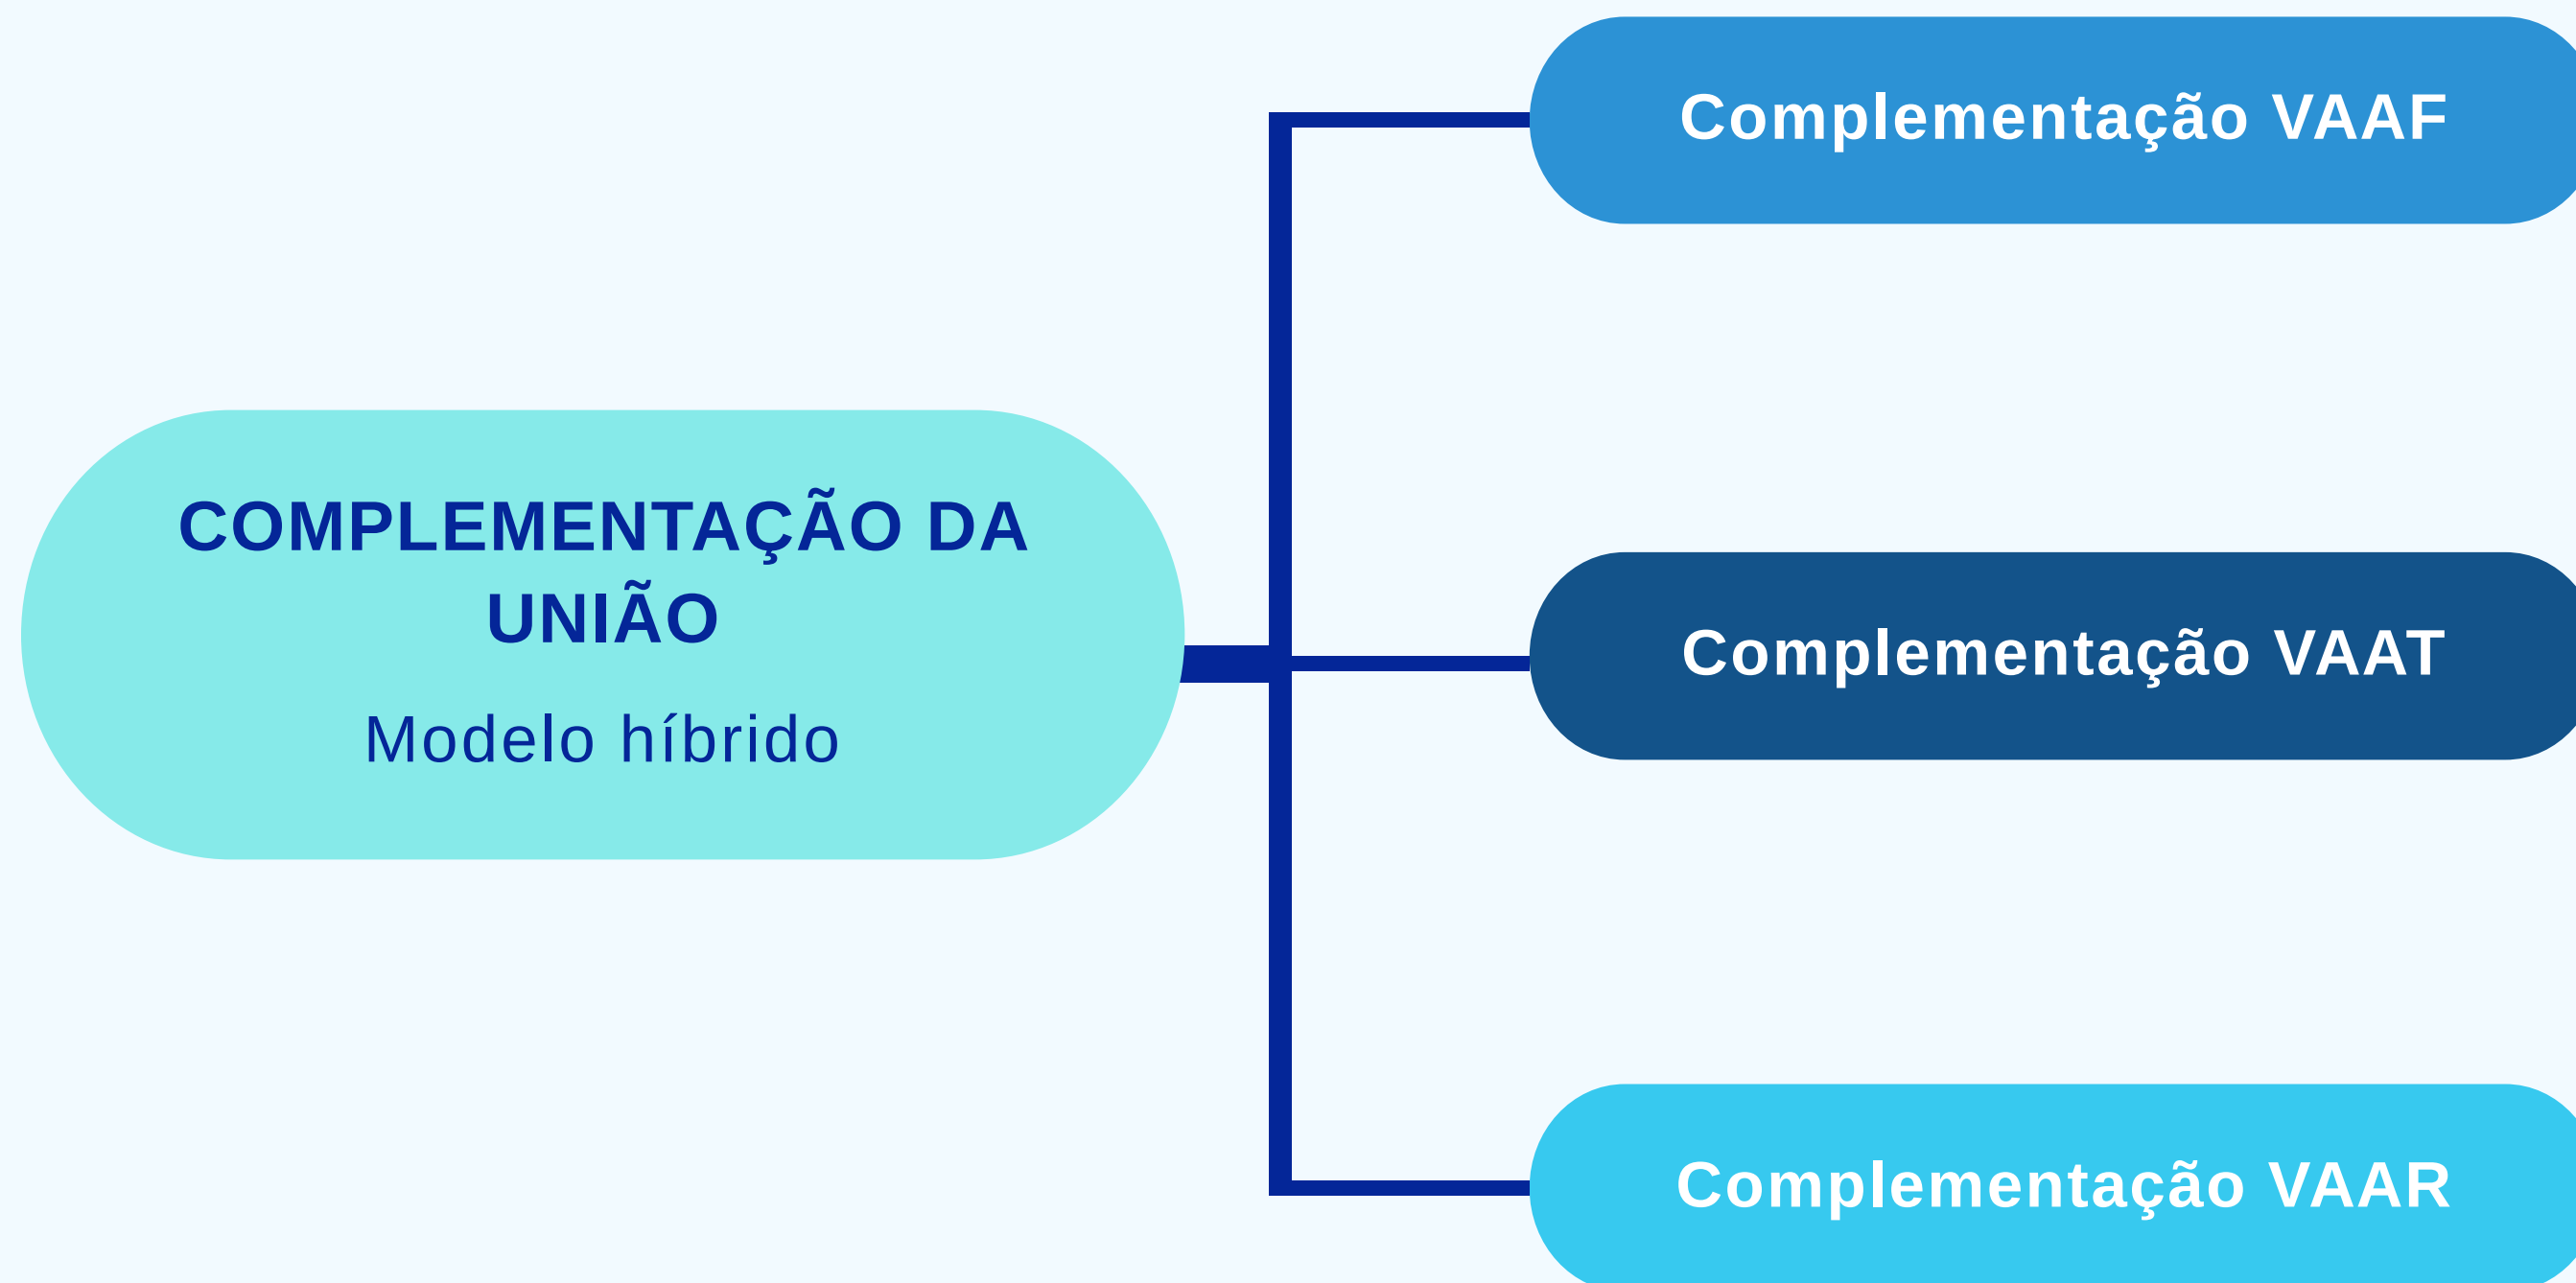 COMPLEMENTAÇÃO DA
UNIÃO
Modelo híbrido
Complementação VAAF
Complementação VAAT
Complementação VAAR